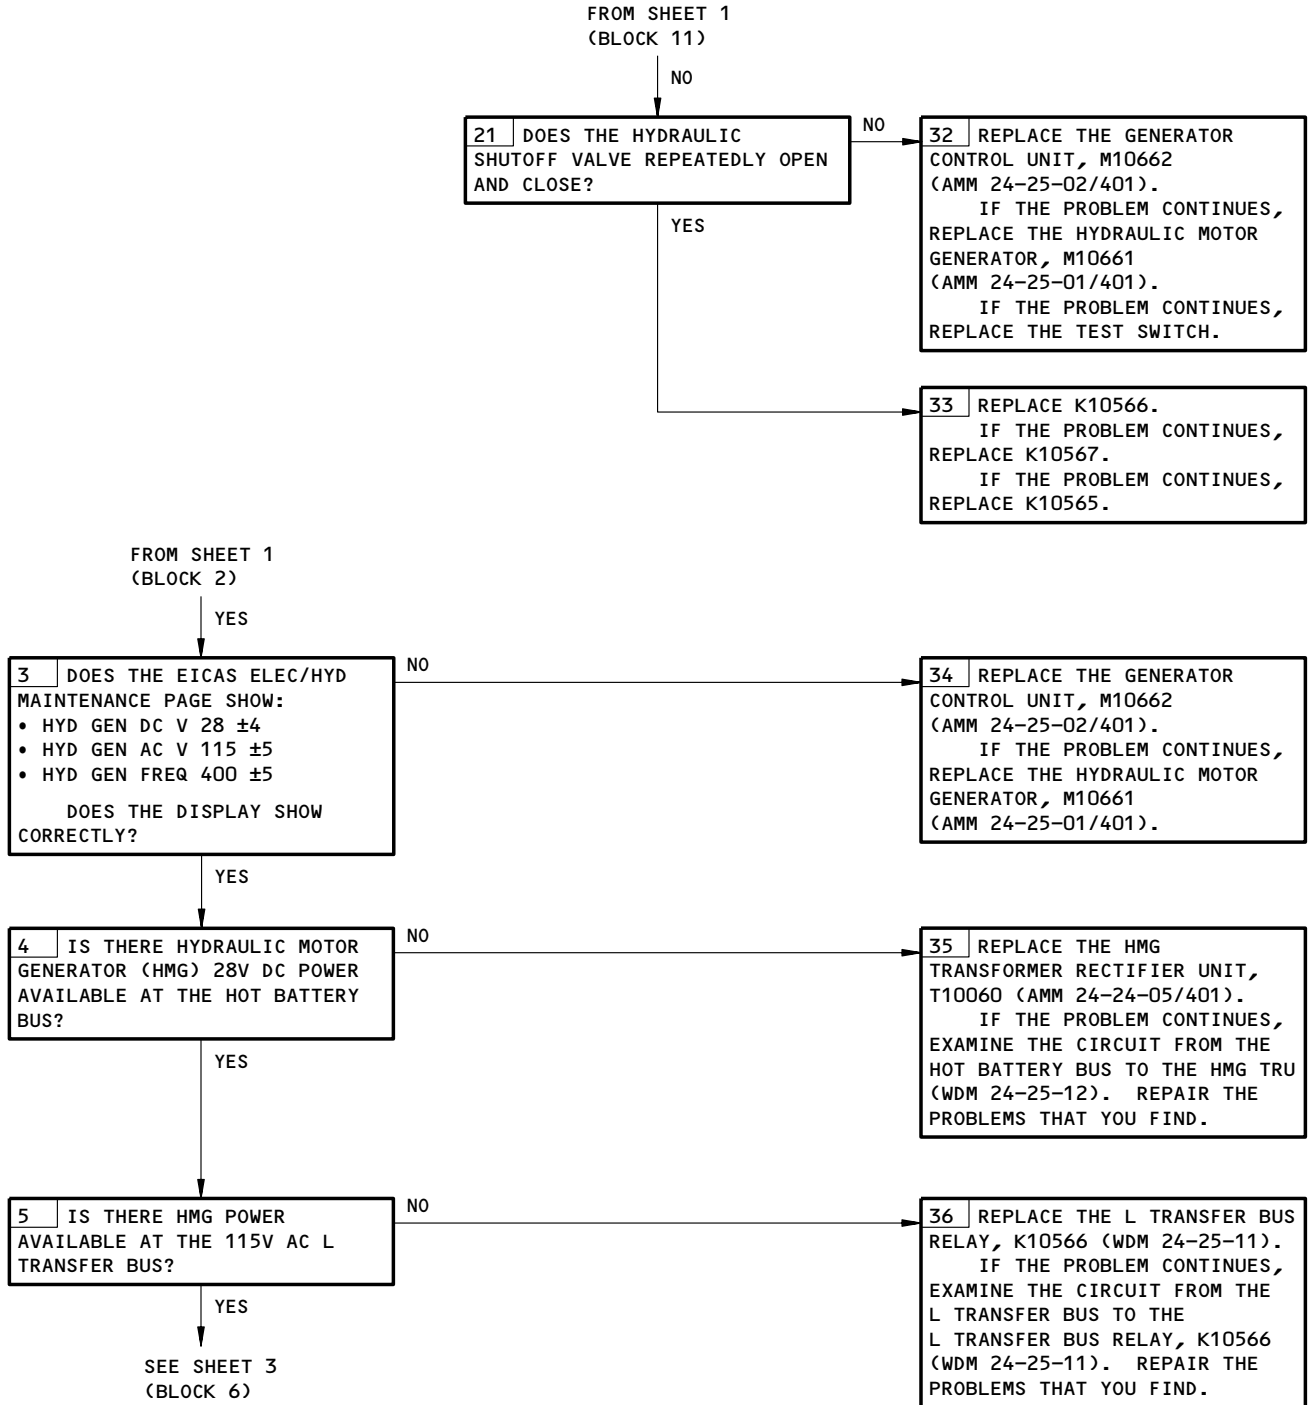 FROM SHEET 1
(BLOCK 11)
NO
21 DOES THE HYDRAULIC
SHUTOFF VALVE REPEATEDLY OPEN
AND CLOSE?
NO
YES
32 REPLACE THE GENERATOR
CONTROL UNIT, M10662
(AMM 24-25-02/401).
IF THE PROBLEM CONTINUES,
REPLACE THE HYDRAULIC MOTOR
GENERATOR, M10661
(AMM 24-25-01/401).
IF THE PROBLEM CONTINUES,
REPLACE THE TEST SWITCH.
33 REPLACE K10566.
IF THE PROBLEM CONTINUES,
REPLACE K10567.
IF THE PROBLEM CONTINUES,
REPLACE K10565.
FROM SHEET 1
(BLOCK 2)
YES
3 DOES THE EICAS ELEC/HYD
MAINTENANCE PAGE SHOW:
• HYD GEN DC V 28 ±4
• HYD GEN AC V 115 ±5
• HYD GEN FREQ 400 ±5
DOES THE DISPLAY SHOW
CORRECTLY?
NO
YES
34 REPLACE THE GENERATOR
CONTROL UNIT, M10662
(AMM 24-25-02/401).
IF THE PROBLEM CONTINUES,
REPLACE THE HYDRAULIC MOTOR
GENERATOR, M10661
(AMM 24-25-01/401).
4 IS THERE HYDRAULIC MOTOR
GENERATOR (HMG) 28V DC POWER
AVAILABLE AT THE HOT BATTERY
BUS?
NO
YES
35 REPLACE THE HMG
TRANSFORMER RECTIFIER UNIT,
T10060 (AMM 24-24-05/401).
IF THE PROBLEM CONTINUES,
EXAMINE THE CIRCUIT FROM THE
HOT BATTERY BUS TO THE HMG TRU
(WDM 24-25-12). REPAIR THE
PROBLEMS THAT YOU FIND.
5 IS THERE HMG POWER
AVAILABLE AT THE 115V AC L
TRANSFER BUS?
NO
YES
36 REPLACE THE L TRANSFER BUS
RELAY, K10566 (WDM 24-25-11).
IF THE PROBLEM CONTINUES,
EXAMINE THE CIRCUIT FROM THE
L TRANSFER BUS TO THE
L TRANSFER BUS RELAY, K10566
(WDM 24-25-11). REPAIR THE
PROBLEMS THAT YOU FIND.
SEE SHEET 3
(BLOCK 6)